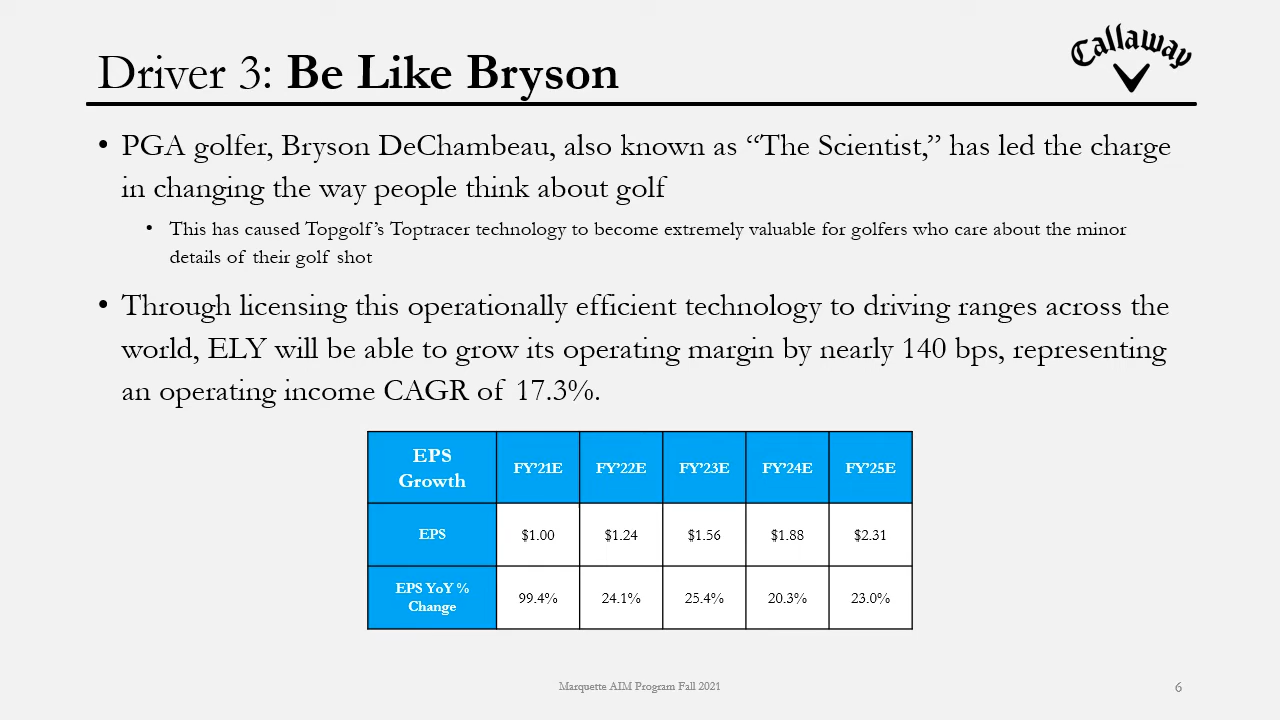 Callaway
Driver 3: Be Like Bryson
• PGA golfer, Bryson DeChambeau, also known as “The Scientist,” has led the charge
in changing the way people think about golf
• This has caused Topgolf’s Toptracer technology to become extremely valuable for golfers who care about the minor
details of their golf shot
• Through licensing this operationally efficient technology to driving ranges across the
world, ELY will be able to grow its operating margin by nearly 140 bps, representing
an operating income CAGR of 17.3%.
EPS
Growth
FY’21E FY’22E FY’23E FY’24E FY’25E
EPS $1.00 $1.24 $1.56 $1.88 $2.31
EPS YoY %
Change
99.4% 24.1% 25.4% 20.3% 23.0%
Marquette AIM Program Fall 2021
6